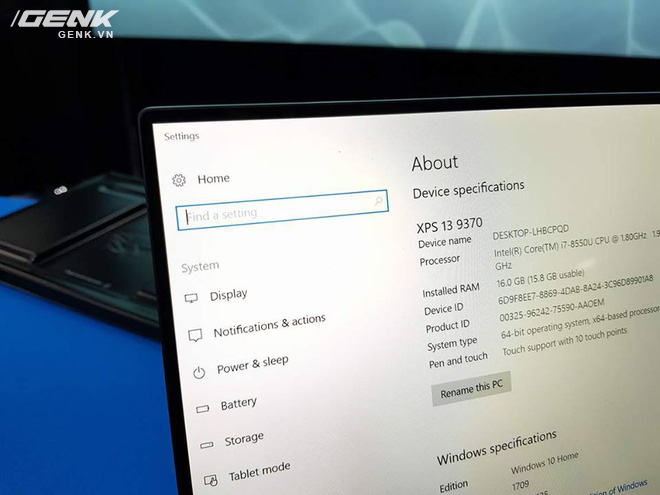 GENK
GENK.VN
Settings
Home
Find a setting
System
Display
Notifications & actions
Power & sleep
Battery
Storage
Tablet mode
About
Device specifications
XPS 13 9370
Device name DESKTOP-LHBCPQD
Processor Intel(R) Core(TM) i7-8550U CPU @ 1.80GHz 1.9
GHz
Installed RAM 16.0 GB (15.8 GB usable)
Device ID 6D9F8EE7-8869-4DAB-8A24-3C96D89901A8
Product ID 00325-96242-75590-AAOEM
System type 64-bit operating system, x64-based processor
Pen and touch Touch support with 10 touch points
Rename this PC
Windows specifications
Edition Windows 10 Home
1709
of Windows